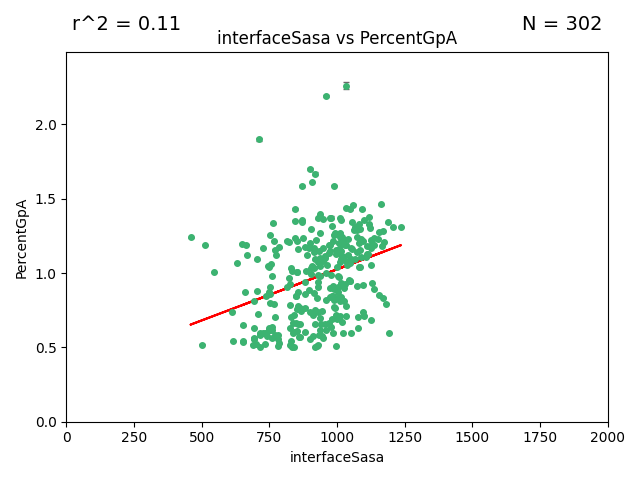 r^2 = 0.11
N = 302
interfaceSasa vs PercentGpA
PercentGpA
2.0
1.5
1.0
0.5
0.0
0 250 500 750 1000 1250 1500 1750 2000
interfaceSasa